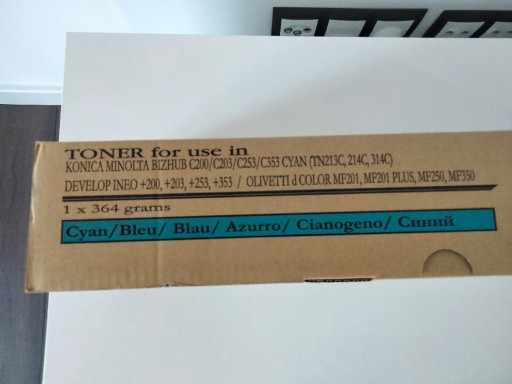 TONER for use in
KONICA MINOLTA BIZHUB C200/C203/C253/C353 CYAN (TN213C, 214C, 314C)
DEVELOP INEO +200, +203, +253, +353 / OLIVETTI d COLOR MF201, MF201 PLUS, MF250, MF350
1 x 364 grams
Cyan/Bleu/ Blau/ Azurro/ Cianogeno/ Синий